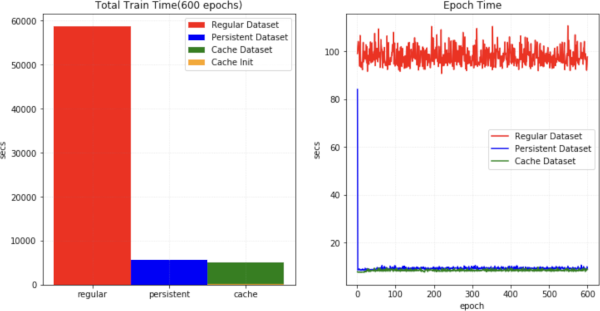 Total Train Time(600 epochs)
Regular Dataset
Persistent Dataset
Cache Dataset
Cache Init
secs
60000
50000
40000
30000
20000
10000
0
regular
persistent
cache
Epoch Time
Regular Dataset
Persistent Dataset
Cache Dataset
secs
100
80
60
40
20
0
100
200
300
400
500
600
epoch